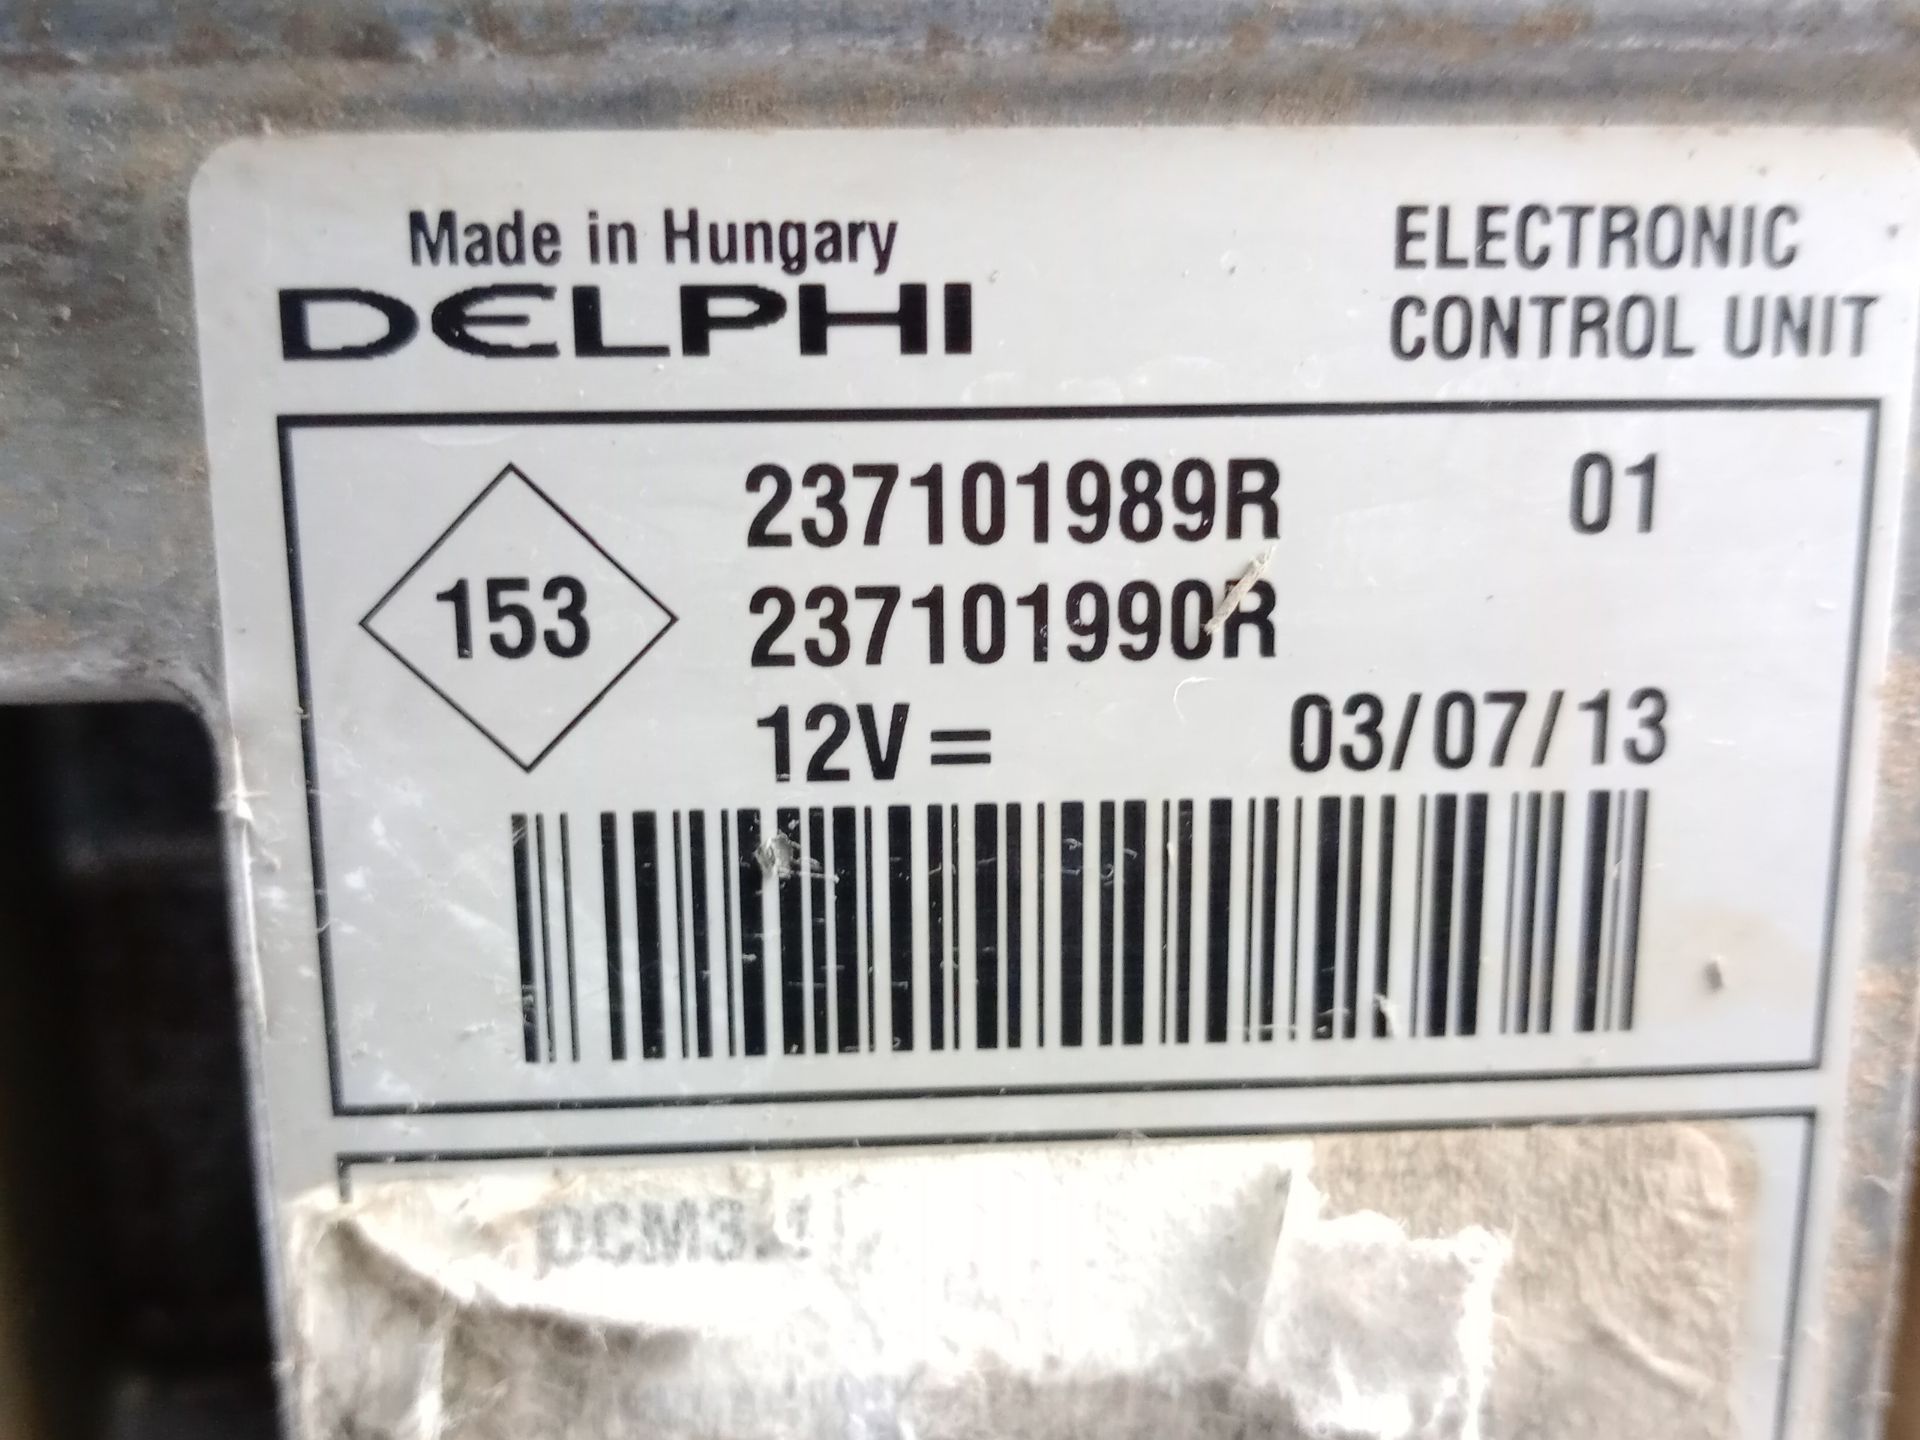 Made in Hungary
DELPHI
ELECTRONIC
CONTROL UNIT
237101989R 01
153
237101990R
12V = 03/07/13